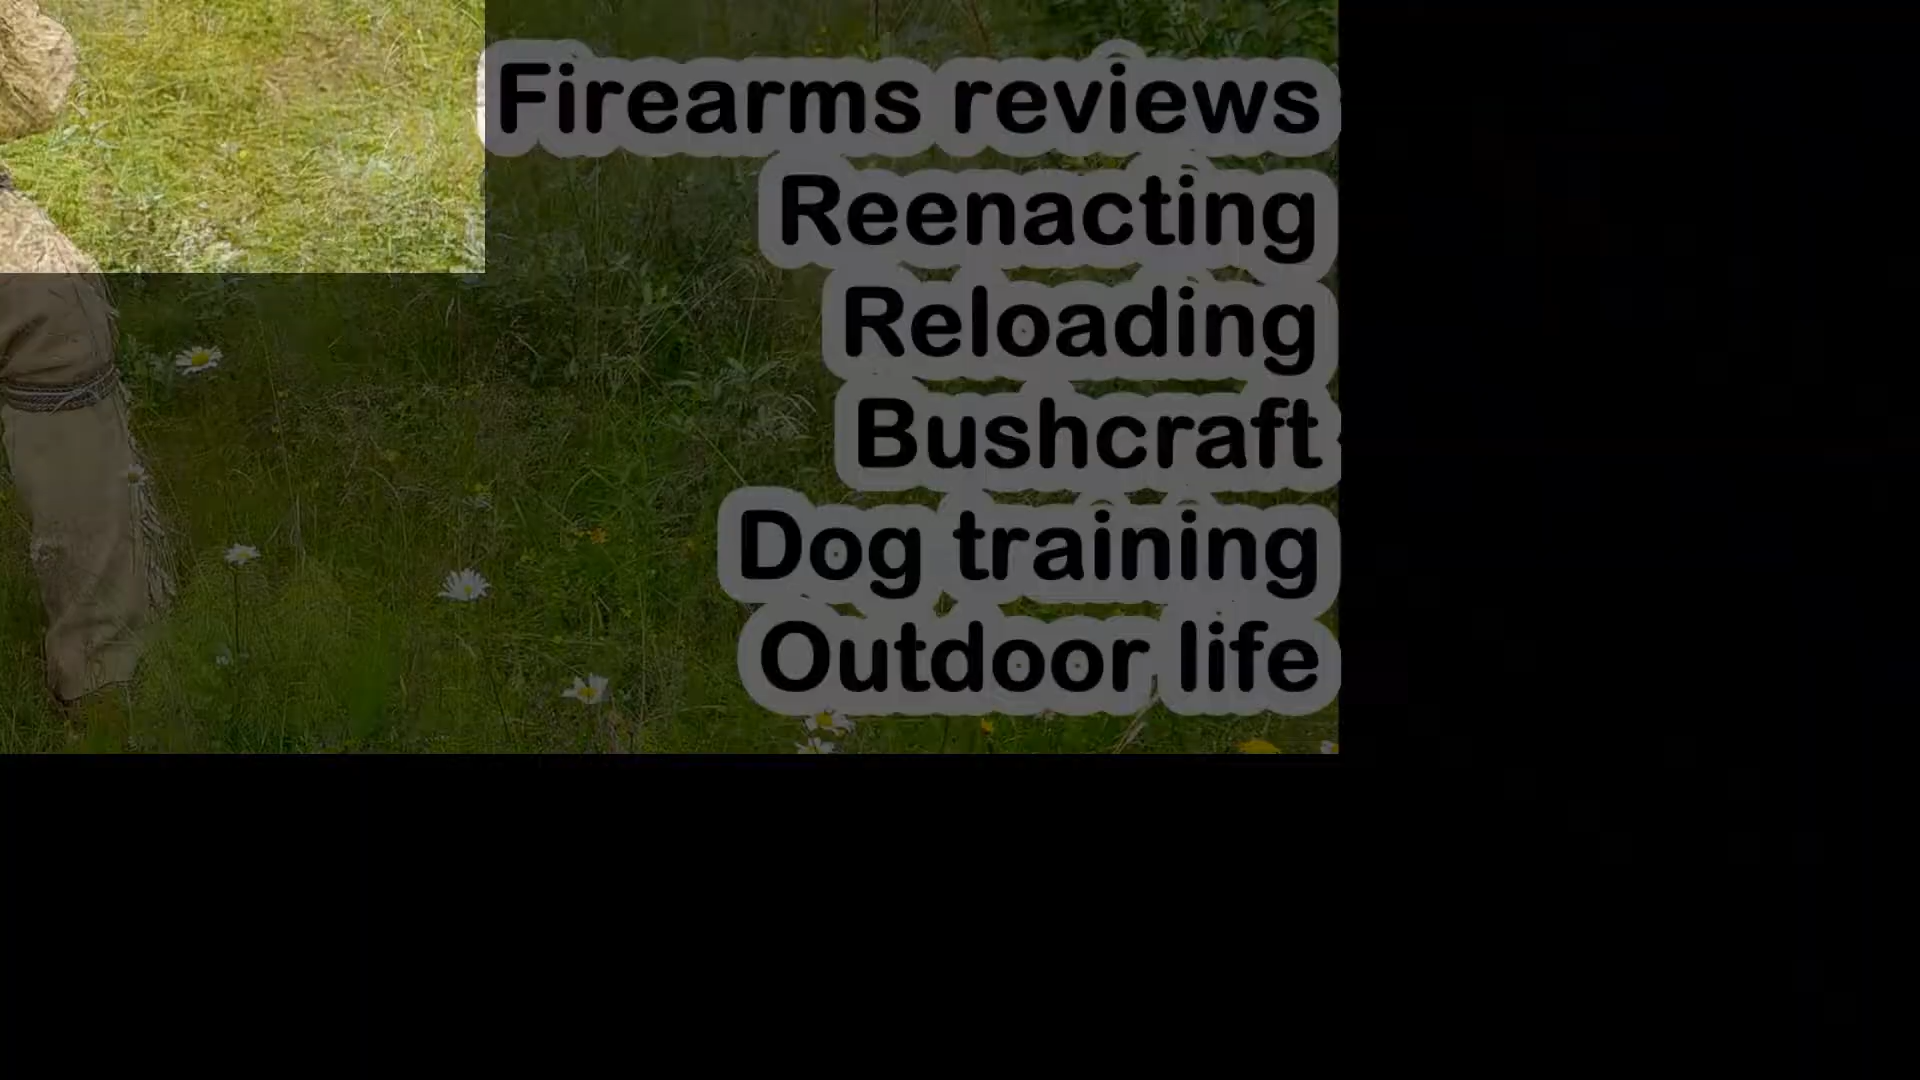 Firearms reviews
Reenacting
Reloading
Bushcraft
Dog training
Outdoor life